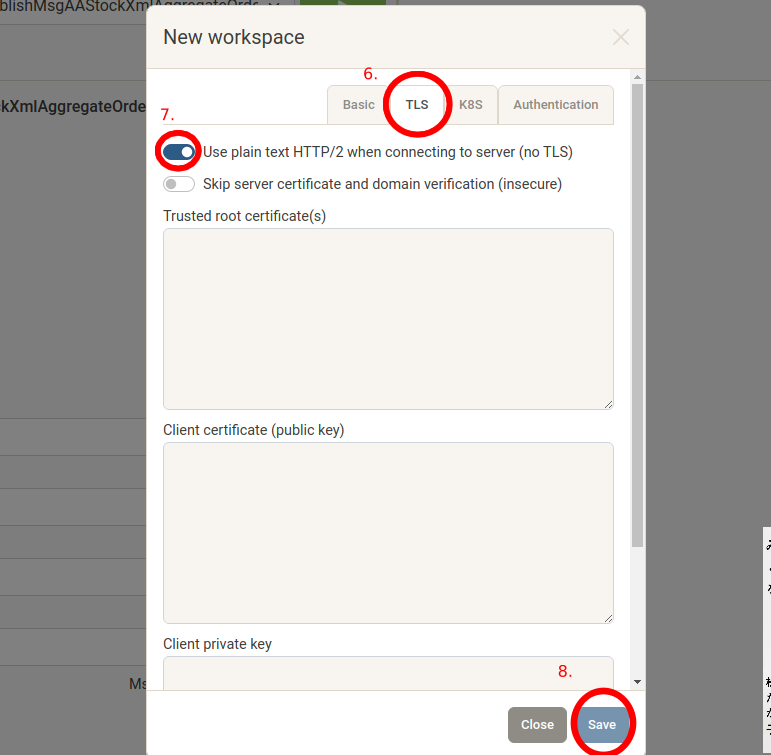 blishMsgAAStockXmlAggregateOrde
New workspace
6.
kXmlAggregateOrde
Basic TLS K8S Authentication
7.
Use plain text HTTP/2 when connecting to server (no TLS)
Skip server certificate and domain verification (insecure)
Trusted root certificate(s)
Client certificate (public key)
Client private key
8.
Ms
Close Save